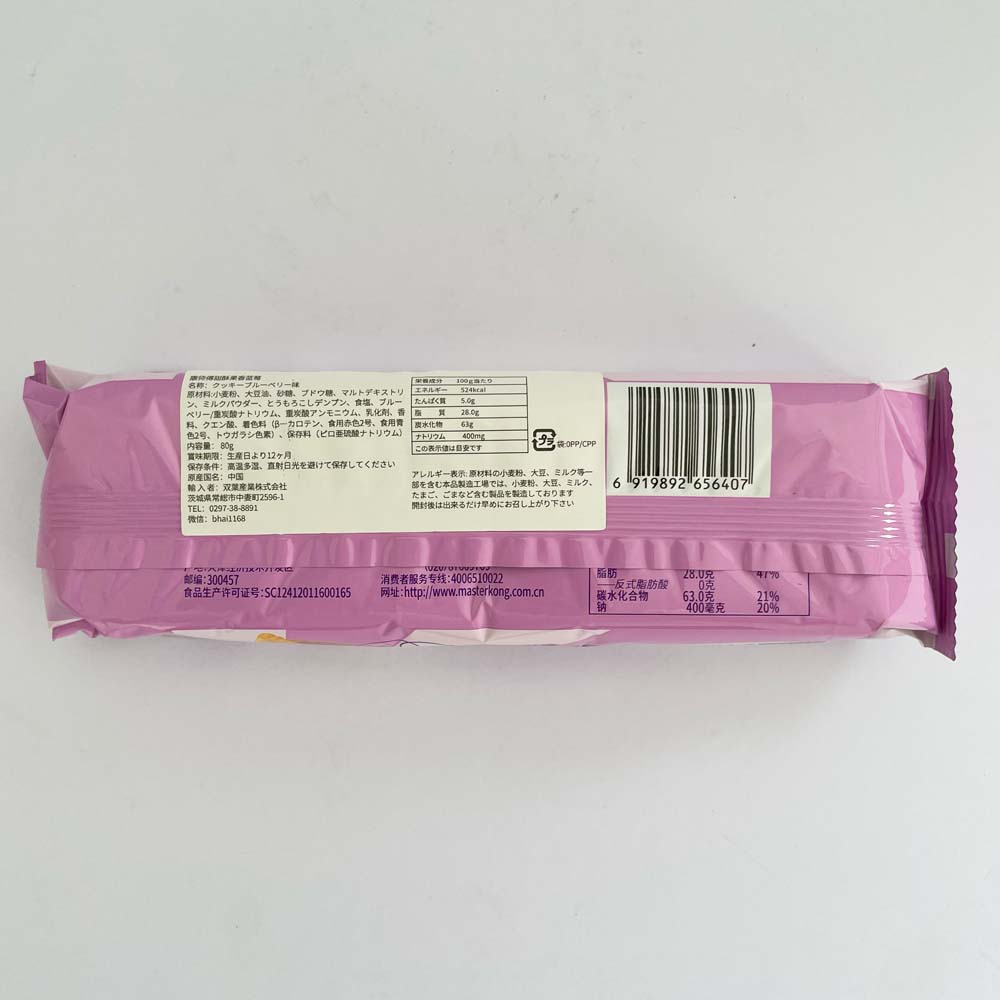 康师傅甜酥果香蓝莓
名称：クッキーブルーベリー味
原材料:小麦粉、大豆油、砂糖、ブドウ糖、マルトデキストリ
ン、ミルクパウダー、とうもろこしデンプン、食塩、ブルー
ベリー/重炭酸ナトリウム、重炭酸アンモニウム、乳化剤、香
料、クエン酸、着色料（β－カロテン、食用赤色2号、食用青
色2号、トウガラシ色素）、保存料（ピロ亜硫酸ナトリウム）
内容量： 80g
賞味期限：生産日より12ヶ月
保存条件：高温多湿、直射日光を避けて保存してください
原産国名：中国
輸入者：双葉産業株式会社
茨城県常総市中妻町2596-1
TEL：0297-38-8891
微信：bhai1168
栄養成分 100g当たり
エネルギー 524kcal
たんぱく質 5.0g
脂 質 28.0g
炭水化物 63g
ナトリウム 400mg
この表示値は目安です
プラ 袋:OPP/CPP
アレルギー表示: 原材料の小麦粉、大豆、ミルク等一
部を含む本品製造工場では、小麦粉、大豆、ミルク、
たまご、ごまなど含む製品を製造しております
開封後は出来るだけ早めにお召し上がり下さい
6 919892 656407
邮编:300457
食品生产许可证号:SC12412011600165
消费者服务专线:4006510022
网址:http://www.masterkong.com.cn
脂肪 28.0克 47%
——反式脂肪酸 0克
碳水化合物 63.0克 21%
钠 400毫克 20%